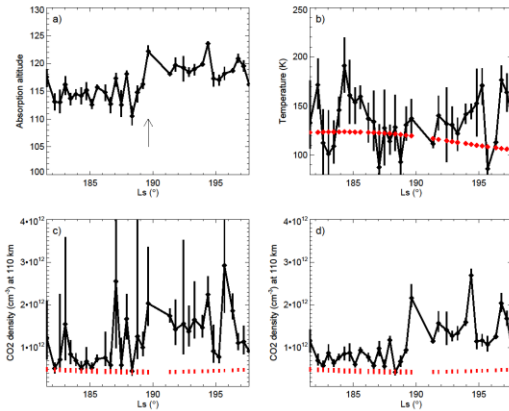 a)
Absorption altitude
130
125
120
115
110
105
100
185
190
195
Ls (°)
b)
Temperature (K)
250
200
150
100
185
190
195
Ls (°)
c)
CO2 density (cm⁻³) at 110 km
4•10¹²
3•10¹²
2•10¹²
1•10¹²
185
190
195
Ls (°)
d)
CO2 density (cm⁻³) at 110 km
4•10¹²
3•10¹²
2•10¹²
1•10¹²
185
190
195
Ls (°)